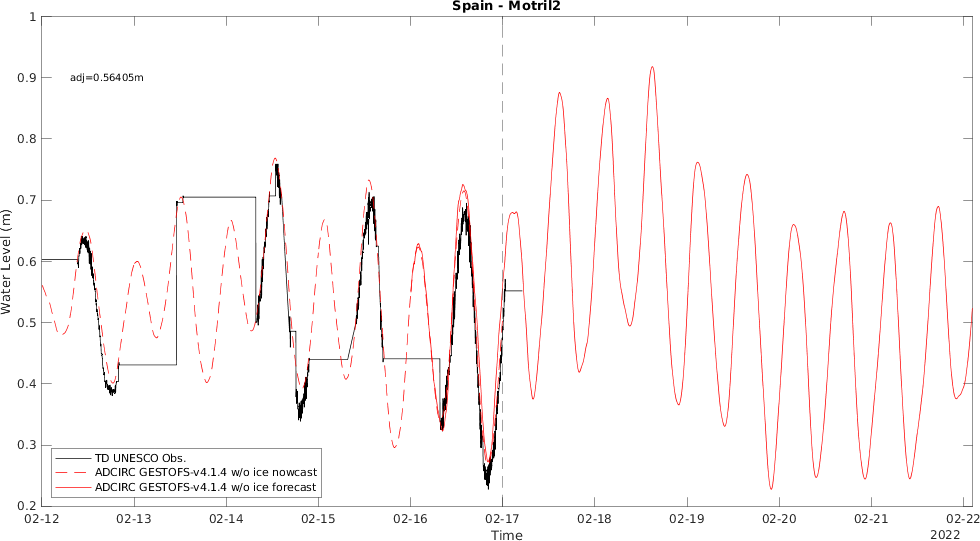 Spain - Motril2
1
0.9
0.8
0.7
0.6
0.5
0.4
0.3
0.2
Water Level (m)
adj=0.56405m
TD UNESCO Obs.
ADCIRC GESTOFS-v4.1.4 w/o ice nowcast
ADCIRC GESTOFS-v4.1.4 w/o ice forecast
02-12 02-13 02-14 02-15 02-16 02-17 02-18 02-19 02-20 02-21 02-22
Time
2022